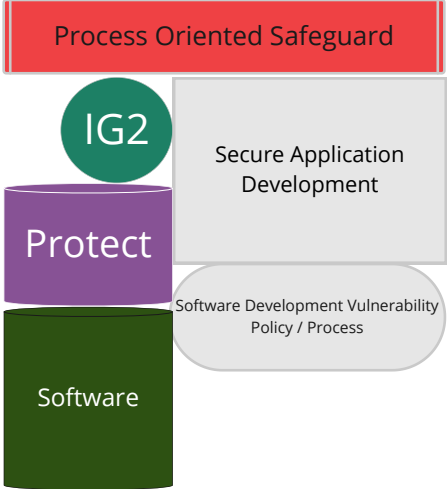 Process Oriented Safeguard
IG2
Secure Application
Development
Protect
Software Development Vulnerability
Policy / Process
Software